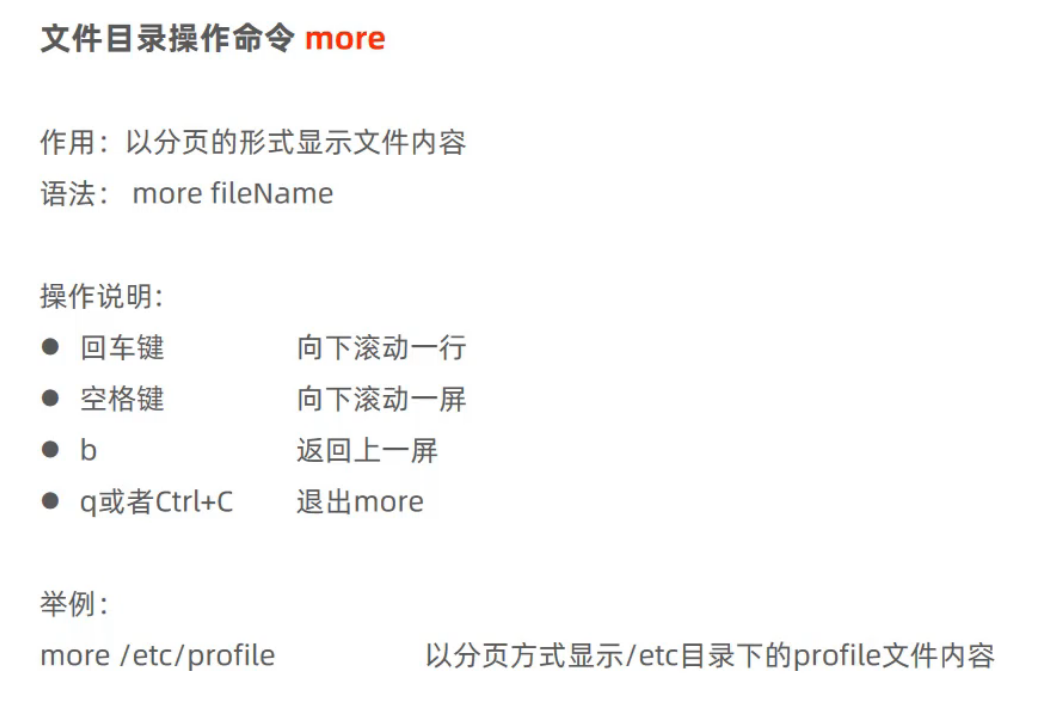 文件目录操作命令 more
作用：以分页的形式显示文件内容
语法： more fileName
操作说明：
● 回车键 向下滚动一行
● 空格键 向下滚动一屏
● b 返回上一屏
● q或者Ctrl+C 退出more
举例：
more /etc/profile 以分页方式显示/etc目录下的profile文件内容